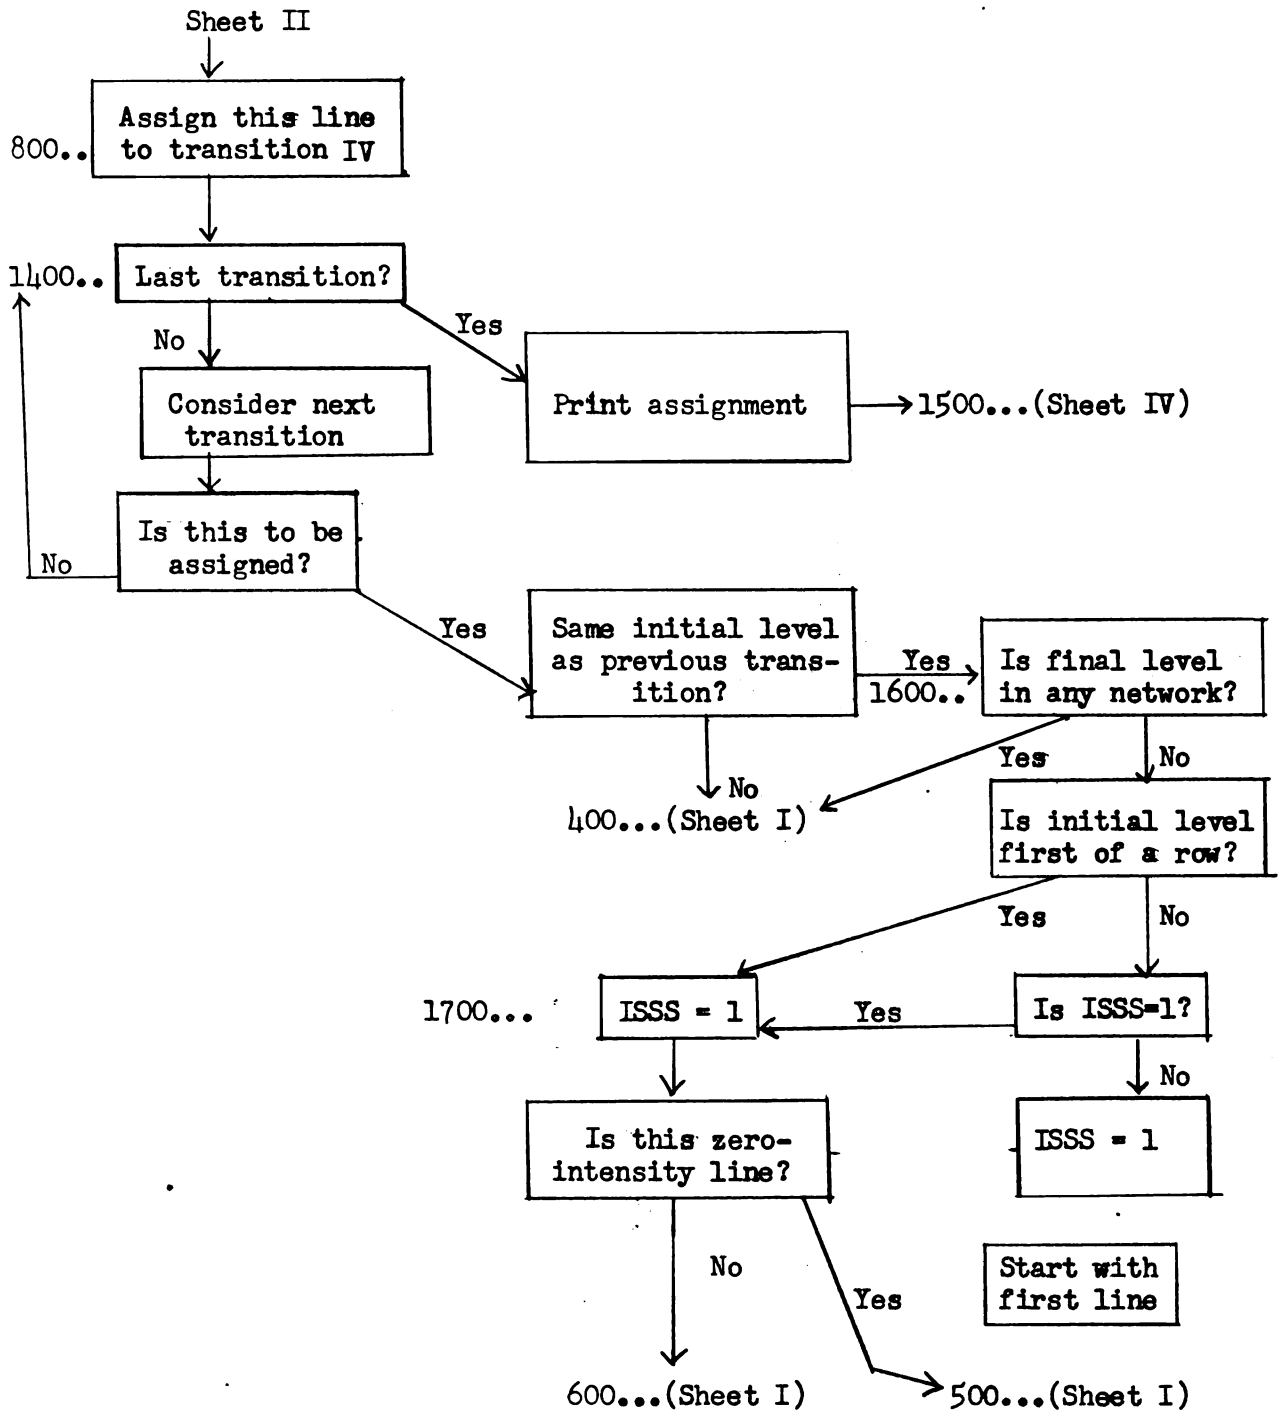 Sheet II
Assign this line
to transition IV
800..
Last transition?
1400..
Yes
No
Consider next
transition
Print assignment
1500...(Sheet IV)
Is this to be
assigned?
No
Yes
Same initial level
as previous trans-
ition?
Yes
1600..
Is final level
in any network?
Yes
No
No
400...(Sheet I)
Is initial level
first of a row?
Yes
No
1700...
ISSS = 1
Yes
Is ISSS=1?
No
Is this zero-
intensity line?
ISSS = 1
No
Yes
Start with
first line
600...(Sheet I)
500...(Sheet I)